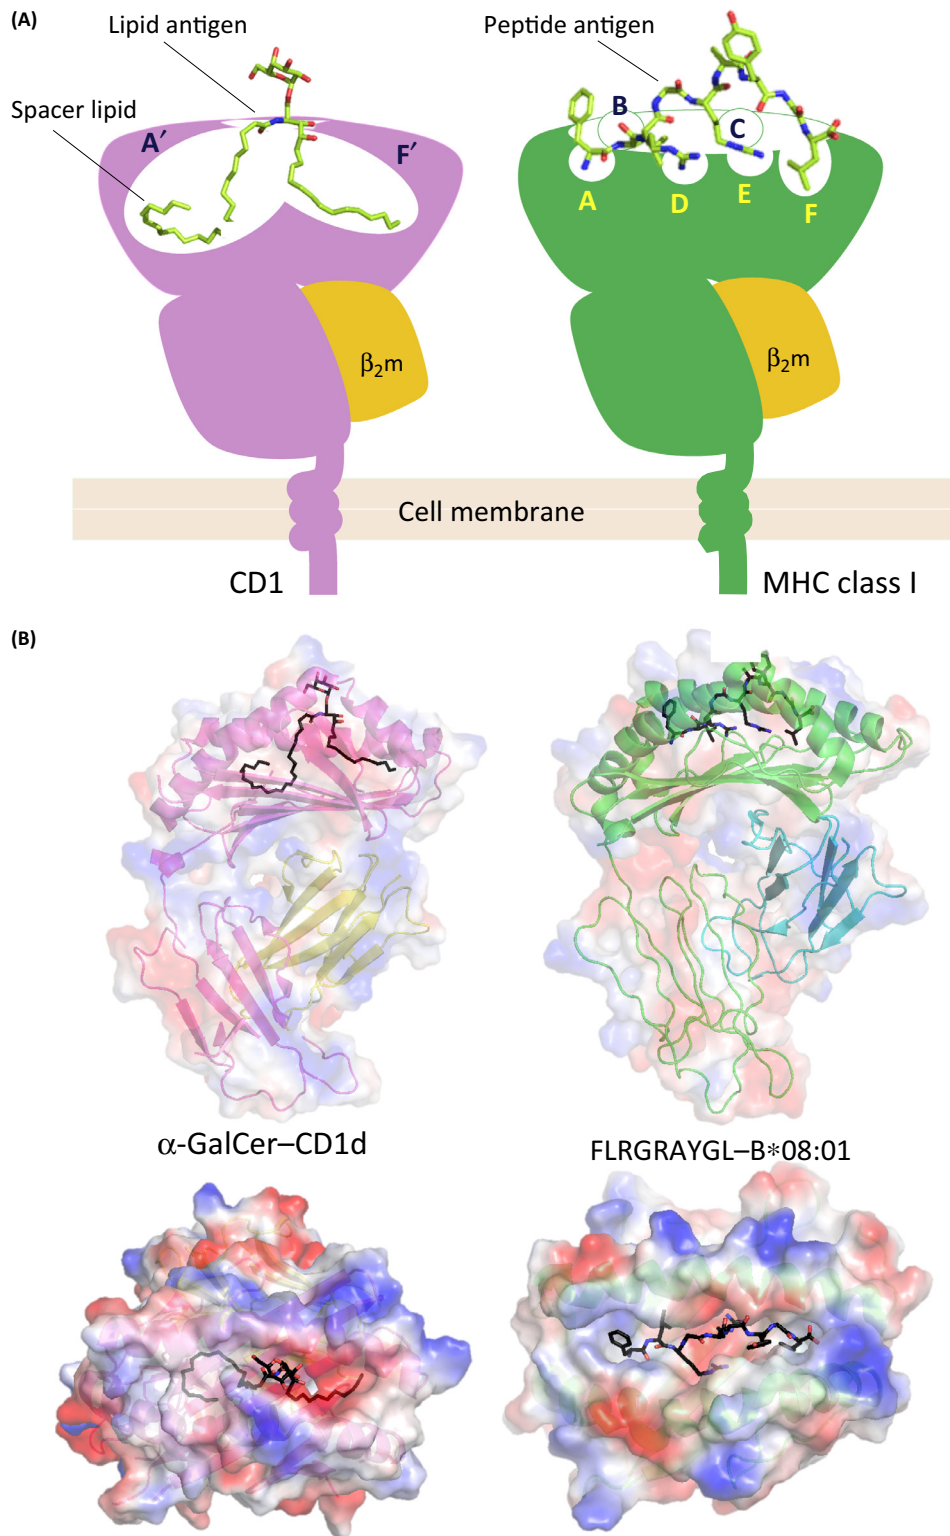 (A)
Lipid antigen
Peptide antigen
Spacer lipid
A′
F′
B
C
A
D
E
F
β₂m
β₂m
Cell membrane
CD1
MHC class I
(B)
α-GalCer–CD1d
FLRGRAYGL–B*08:01